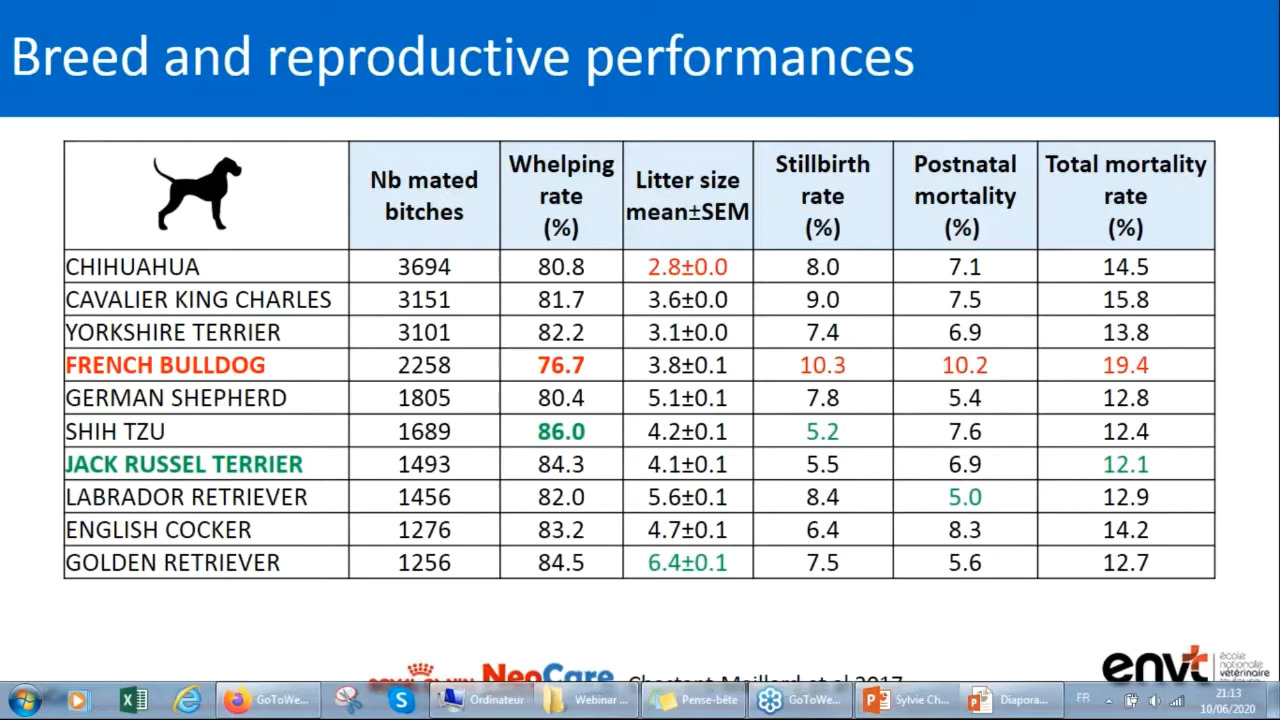 Breed and reproductive performances
Nb mated bitches
Whelping rate (%)
Litter size mean±SEM
Stillbirth rate (%)
Postnatal mortality (%)
Total mortality rate (%)
CHIHUAHUA 3694 80.8 2.8±0.0 8.0 7.1 14.5
CAVALIER KING CHARLES 3151 81.7 3.6±0.0 9.0 7.5 15.8
YORKSHIRE TERRIER 3101 82.2 3.1±0.0 7.4 6.9 13.8
FRENCH BULLDOG 2258 76.7 3.8±0.1 10.3 10.2 19.4
GERMAN SHEPHERD 1805 80.4 5.1±0.1 7.8 5.4 12.8
SHIH TZU 1689 86.0 4.2±0.1 5.2 7.6 12.4
JACK RUSSEL TERRIER 1493 84.3 4.1±0.1 5.5 6.9 12.1
LABRADOR RETRIEVER 1456 82.0 5.6±0.1 8.4 5.0 12.9
ENGLISH COCKER 1276 83.2 4.7±0.1 6.4 8.3 14.2
GOLDEN RETRIEVER 1256 84.5 6.4±0.1 7.5 5.6 12.7
NeoCare
envt
école
nationale
vétérinaire
GoToWe...
Ordinateur
Webinar ...
Pense-bête
GoToWe...
Sylvie Ch...
Diapora...
FR
21:13
10/06/2020